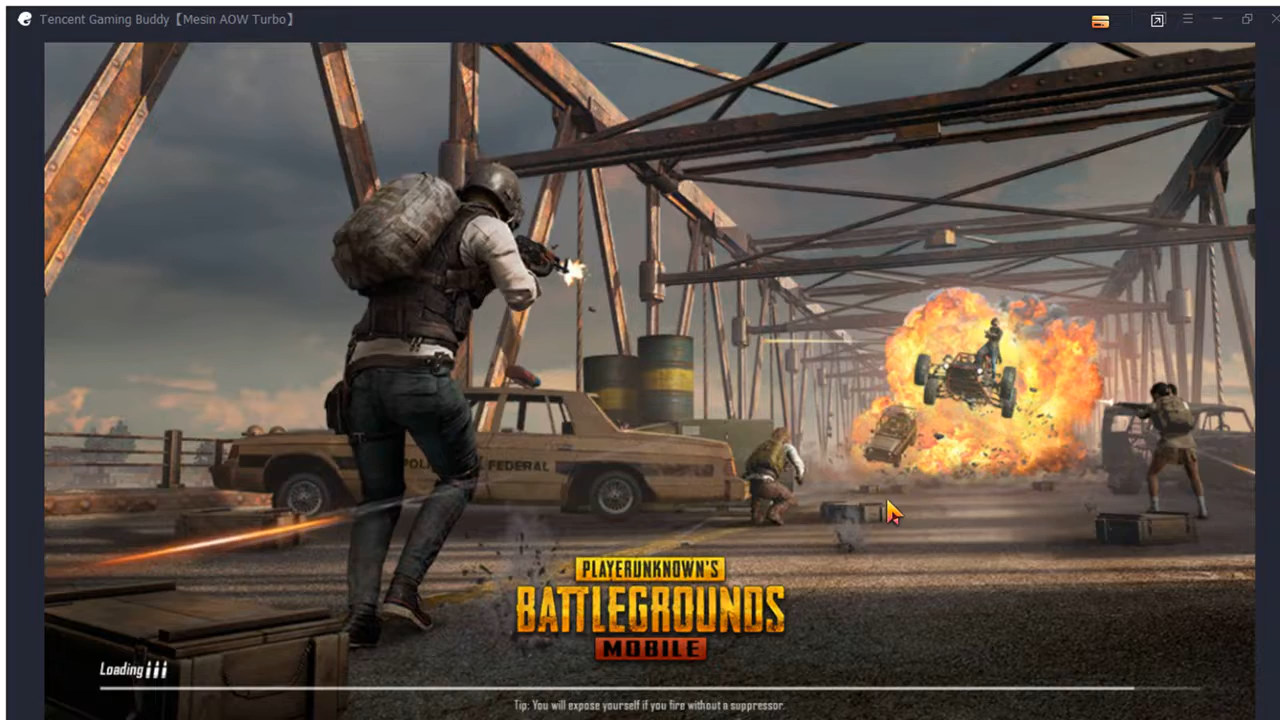 Tencent Gaming Buddy【Mesin AOW Turbo】
FEDERAL
PLAYERUNKNOWN'S
BATTLEGROUNDS
MOBILE
Loading
Tip: You will expose yourself if you fire without a suppressor.